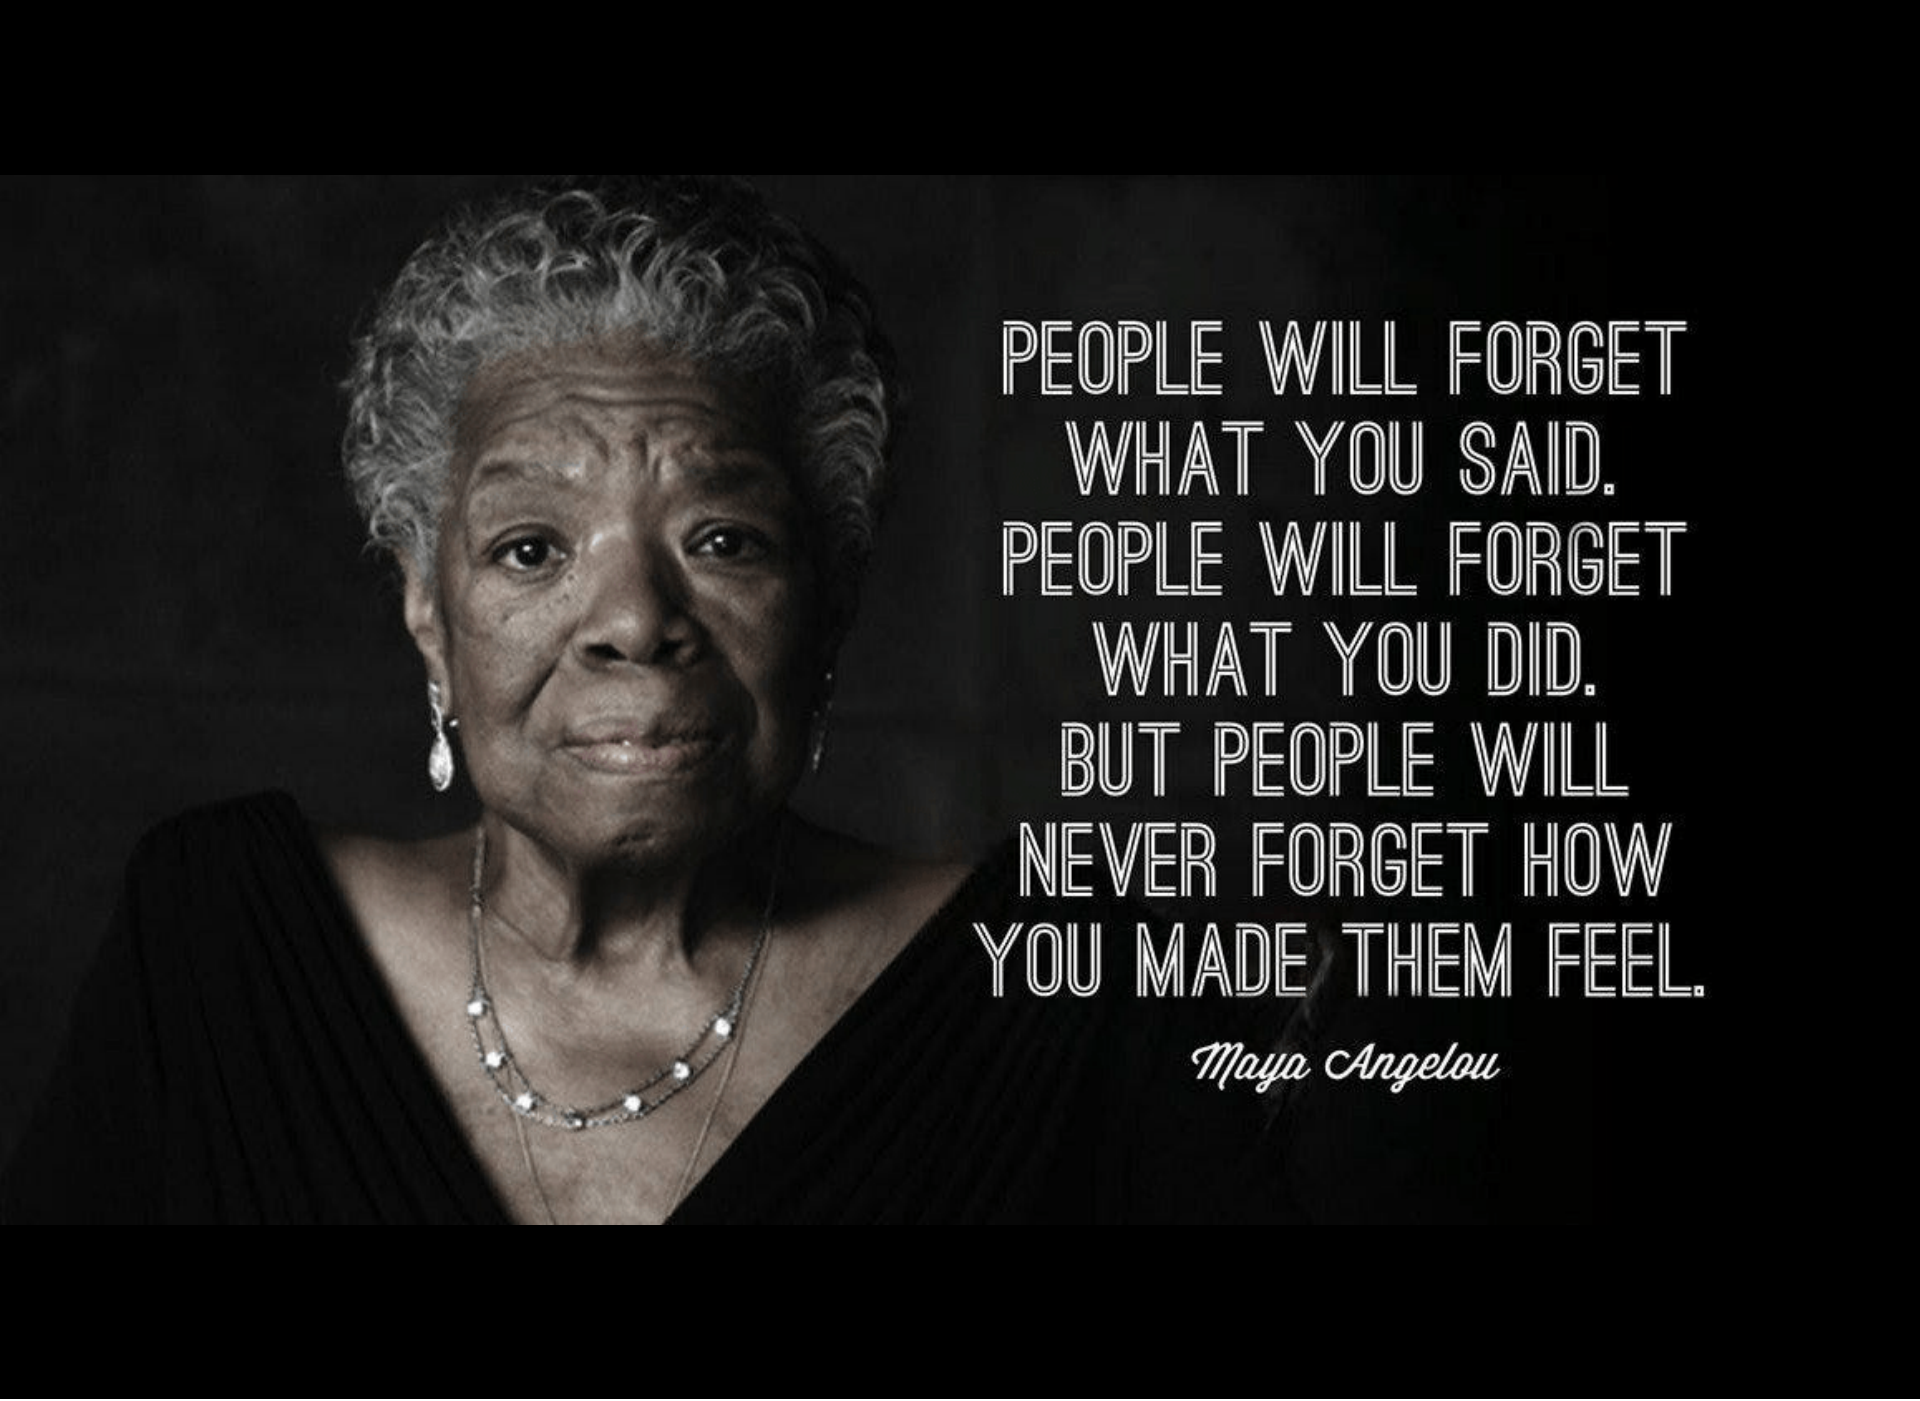 PEOPLE WILL FORGET
WHAT YOU SAID.
PEOPLE WILL FORGET
WHAT YOU DID.
BUT PEOPLE WILL
NEVER FORGET HOW
YOU MADE THEM FEEL.
Maya Angelou